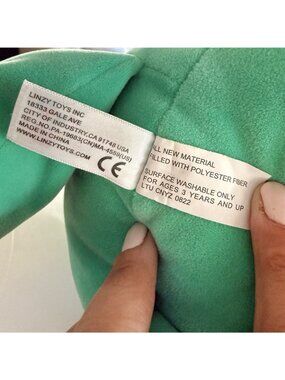 LINZY TOYS INC
18333 GALE AVE
CITY OF INDUSTRY,CA 91748 USA
REG.NO.PA-19683(CN)MA-4559(US)
MADE IN CHINA
WWW.LINZYTOYS.COM
CE
ALL NEW MATERIAL
FILLED WITH POLYESTER FIBER
SURFACE WASHABLE ONLY
FOR AGES 3 YEARS AND UP
LTU CNYZ 0822